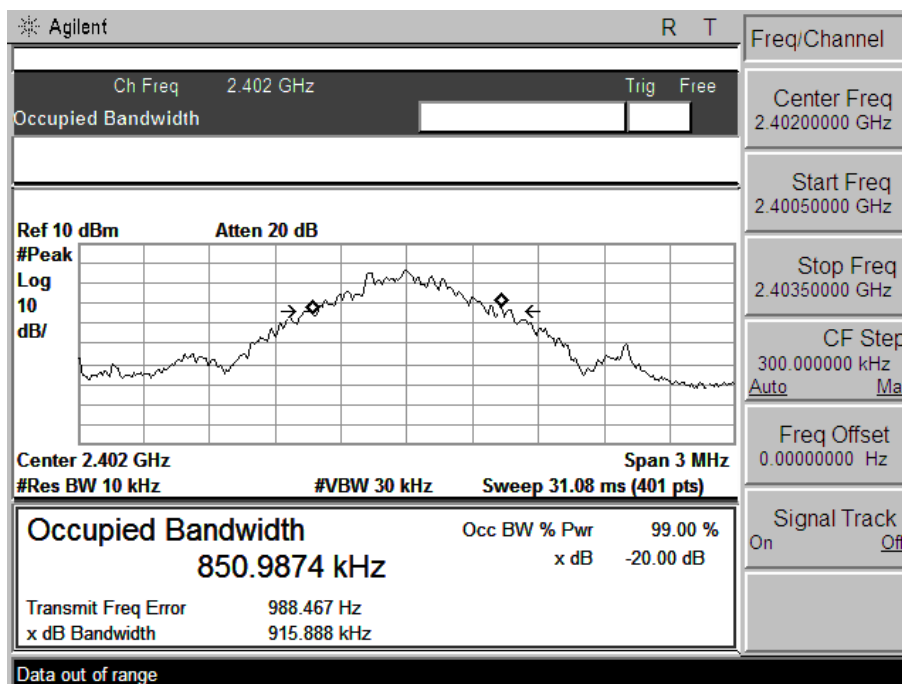 Agilent R T
Freq/Channel
Ch Freq 2.402 GHz Trig Free
Occupied Bandwidth
Center Freq
2.40200000 GHz
Start Freq
2.40050000 GHz
Stop Freq
2.40350000 GHz
CF Step
300.000000 kHz
Auto Ma
Freq Offset
0.00000000 Hz
Signal Track
On Off
Ref 10 dBm Atten 20 dB
#Peak
Log
10
dB/
Center 2.402 GHz Span 3 MHz
#Res BW 10 kHz #VBW 30 kHz Sweep 31.08 ms (401 pts)
Occupied Bandwidth Occ BW % Pwr 99.00 %
850.9874 kHz x dB -20.00 dB
Transmit Freq Error 988.467 Hz
x dB Bandwidth 915.888 kHz
Data out of range